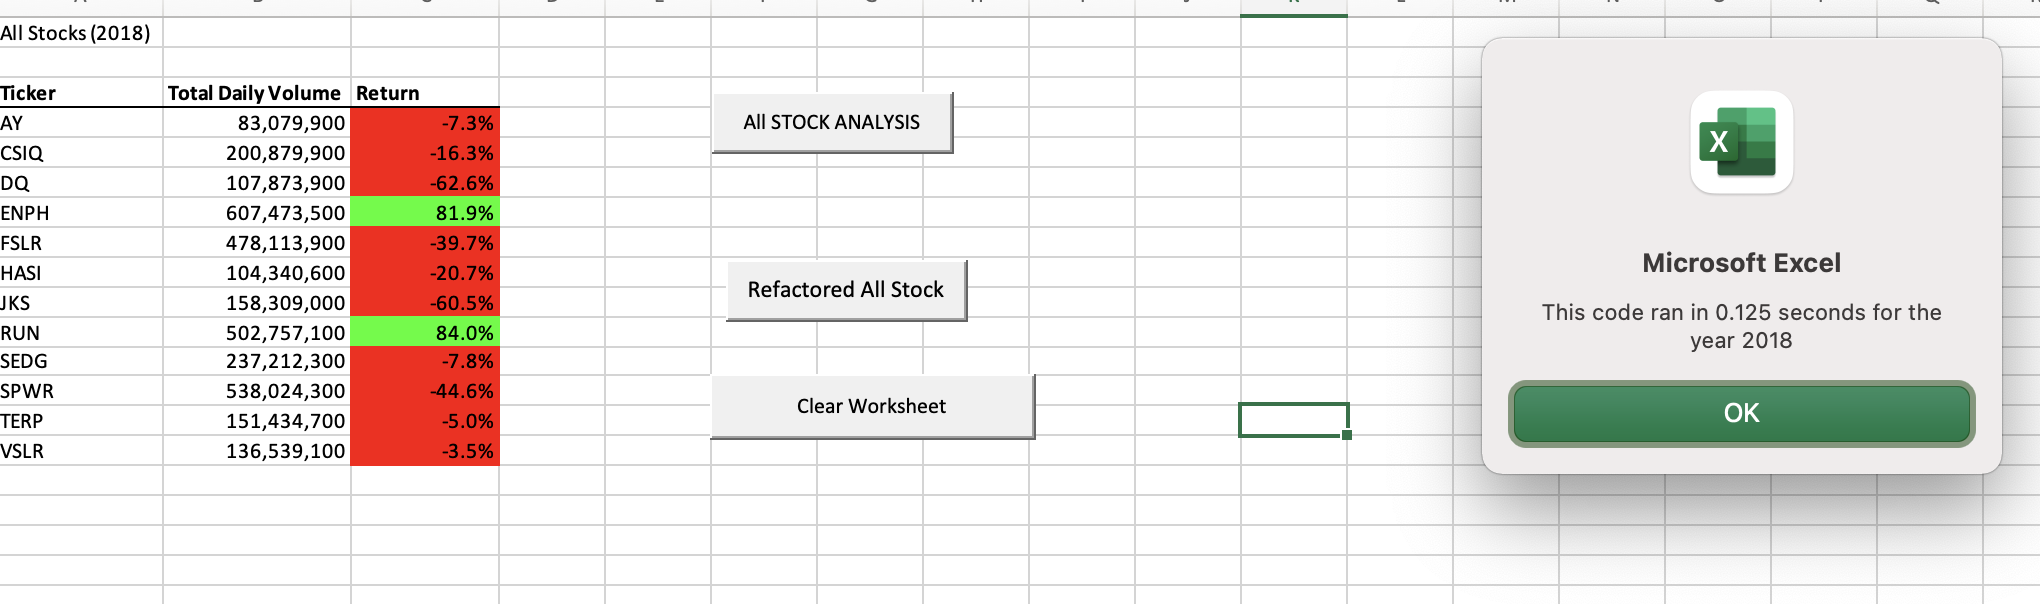 All Stocks (2018)
Ticker Total Daily Volume Return
AY 83,079,900 -7.3%
CSIQ 200,879,900 -16.3%
DQ 107,873,900 -62.6%
ENPH 607,473,500 81.9%
FSLR 478,113,900 -39.7%
HASI 104,340,600 -20.7%
JKS 158,309,000 -60.5%
RUN 502,757,100 84.0%
SEDG 237,212,300 -7.8%
SPWR 538,024,300 -44.6%
TERP 151,434,700 -5.0%
VSLR 136,539,100 -3.5%
All STOCK ANALYSIS
Refactored All Stock
Clear Worksheet
X
Microsoft Excel
This code ran in 0.125 seconds for the
year 2018
OK